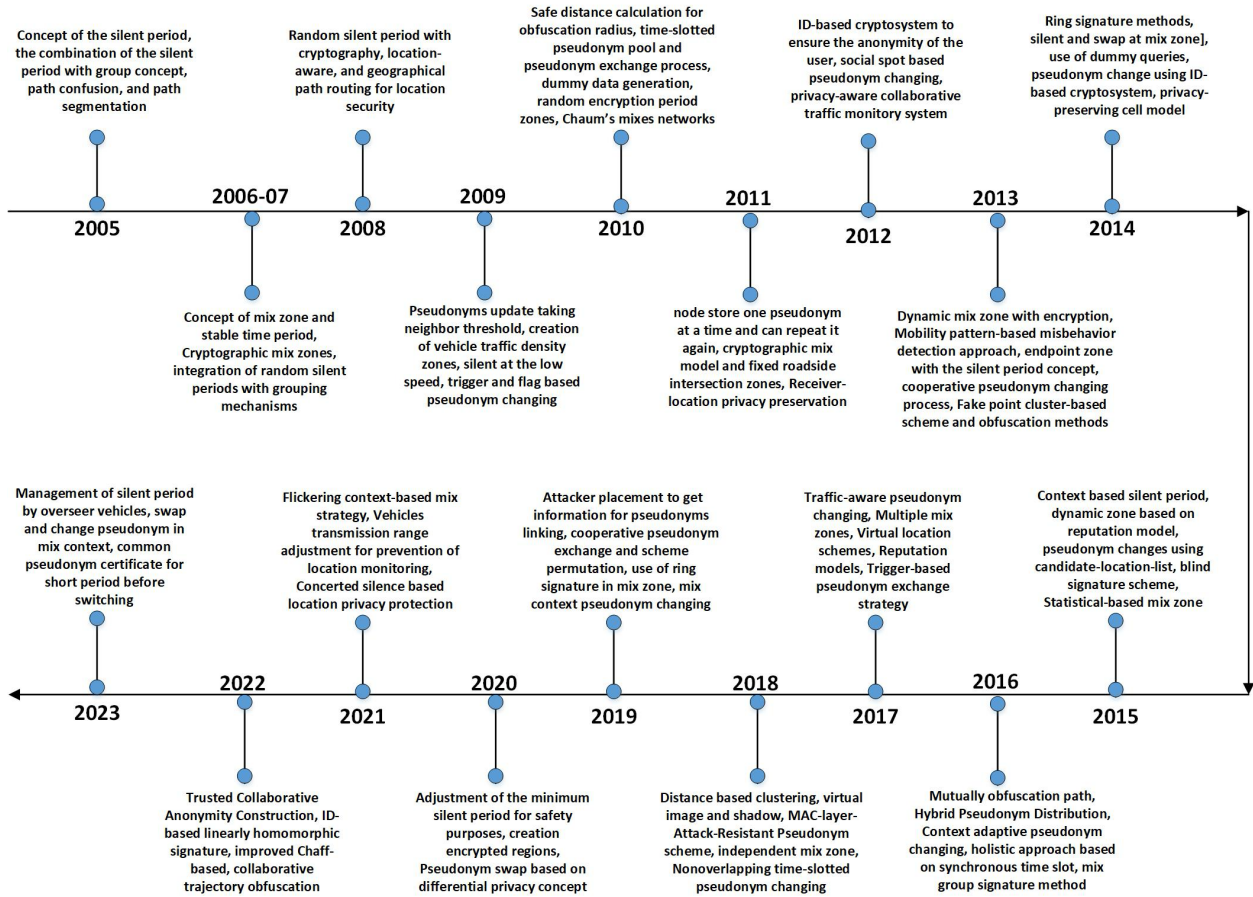 Concept of the silent period,
the combination of the silent
period with group concept,
path confusion, and path
segmentation
Random silent period with
cryptography, location-
aware, and geographical
path routing for location
security
Safe distance calculation for
obfuscation radius, time-slotted
pseudonym pool and
pseudonym exchange process,
dummy data generation,
random encryption period
zones, Chaum's mixes networks
ID-based cryptosystem to
ensure the anonymity of the
user, social spot based
pseudonym changing,
privacy-aware collaborative
traffic monitory system
Ring signature methods,
silent and swap at mix zone],
use of dummy queries,
pseudonym change using ID-
based cryptosystem, privacy-
preserving cell model
2005
2006-07
2008
2009
2010
2011
2012
2013
2014
Concept of mix zone and
stable time period,
Cryptographic mix zones,
integration of random silent
periods with grouping
mechanisms
Pseudonyms update taking
neighbor threshold, creation
of vehicle traffic density
zones, silent at the low
speed, trigger and flag based
pseudonym changing
node store one pseudonym
at a time and can repeat it
again, cryptographic mix
model and fixed roadside
intersection zones, Receiver-
location privacy preservation
Dynamic mix zone with encryption,
Mobility pattern-based misbehavior
detection approach, endpoint zone
with the silent period concept,
cooperative pseudonym changing
process, Fake point cluster-based
scheme and obfuscation methods
Management of silent period
by overseer vehicles, swap
and change pseudonym in
mix context, common
pseudonym certificate for
short period before
switching
Flickering context-based mix
strategy, Vehicles
transmission range
adjustment for prevention of
location monitoring,
Concerted silence based
location privacy protection
Attacker placement to get
information for pseudonyms
linking, cooperative pseudonym
exchange and scheme
permutation, use of ring
signature in mix zone, mix
context pseudonym changing
Traffic-aware pseudonym
changing, Multiple mix
zones, Virtual location
schemes, Reputation
models, Trigger-based
pseudonym exchange
strategy
Context based silent period,
dynamic zone based on
reputation model,
pseudonym changes using
candidate-location-list, blind
signature scheme,
Statistical-based mix zone
2023
2022
2021
2020
2019
2018
2017
2016
2015
Trusted Collaborative
Anonymity Construction, ID-
based linearly homomorphic
signature, improved Chaff-
based, collaborative
trajectory obfuscation
Adjustment of the minimum
silent period for safety
purposes, creation
encrypted regions,
Pseudonym swap based on
differential privacy concept
Distance based clustering, virtual
image and shadow, MAC-layer-
Attack-Resistant Pseudonym
scheme, independent mix zone,
Nonoverlapping time-slotted
pseudonym changing
Mutually obfuscation path,
Hybrid Pseudonym Distribution,
Context adaptive pseudonym
changing, holistic approach based
on synchronous time slot, mix
group signature method